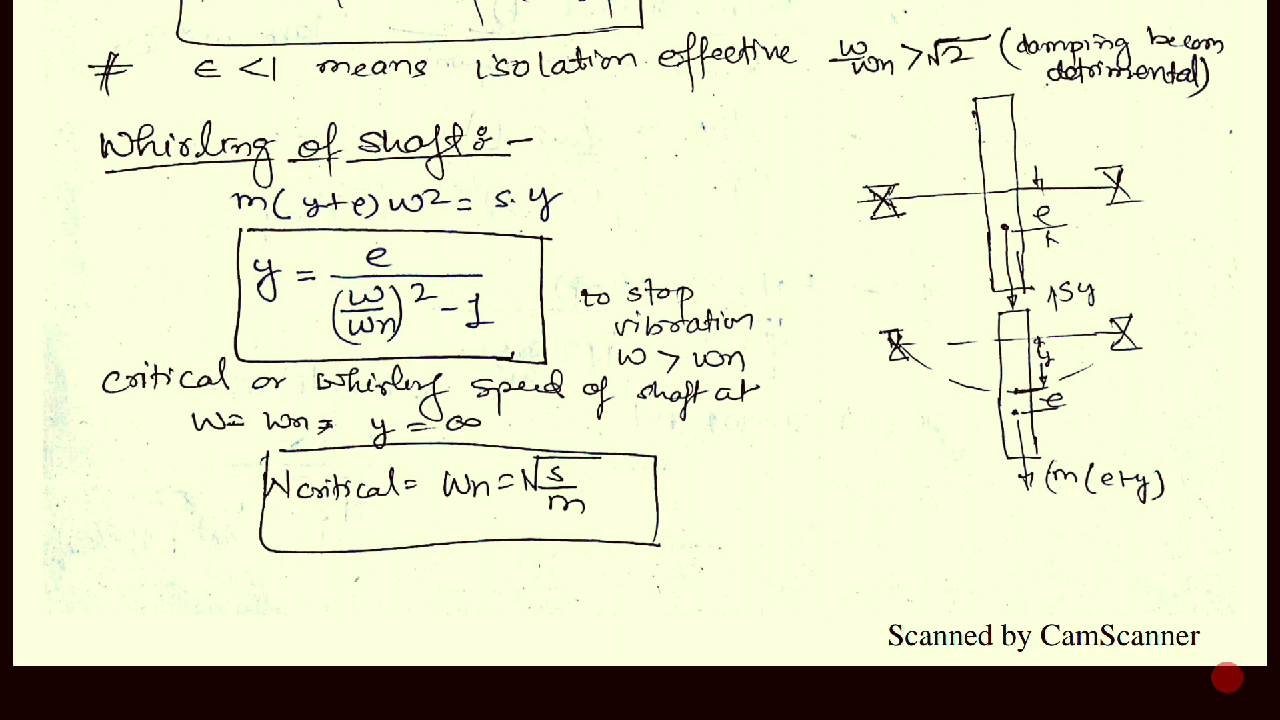 # ϵ <1 means isolation effective ω/ωn > √2 (damping becom
detrimental)
Whirling of shaft :-
m(y+e)ω² = s.y
y = e / ((ω/ωn)² - 1)
to stop
vibration
ω > ωn
critical or whirling speed of shaft at
ω = ωn, y = ∞
ωcritical = ωn = √(s/m)
e
↑sy
y
e
(m(e+y)
Scanned by CamScanner